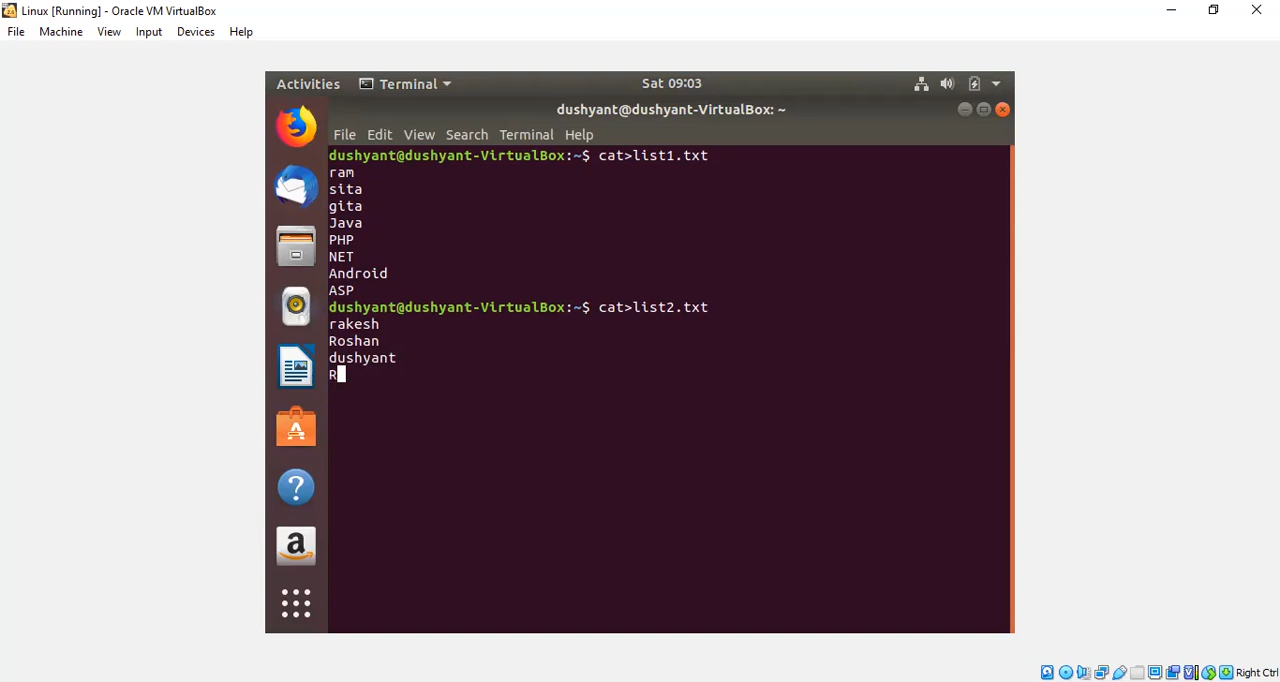 Linux [Running] - Oracle VM VirtualBox
File Machine View Input Devices Help
Activities Terminal Sat 09:03
dushyant@dushyant-VirtualBox: ~
File Edit View Search Terminal Help
dushyant@dushyant-VirtualBox:~$ cat>list1.txt
ram
sita
gita
Java
PHP
NET
Android
ASP
dushyant@dushyant-VirtualBox:~$ cat>list2.txt
rakesh
Roshan
dushyant
R
Right Ctrl